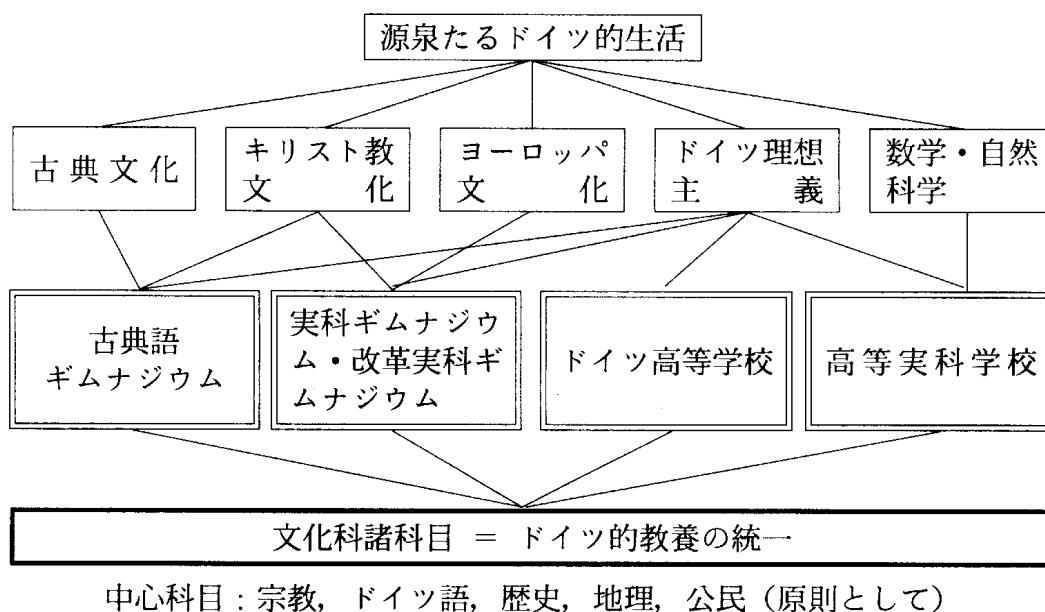 源泉たるドイツ的生活
古典文化
キリスト教
文化
ヨーロッパ
文化
ドイツ理想
主義
数学・自然
科学
古典語
ギムナジウム
実科ギムナジウ
ム・改革実科ギ
ムナジウム
ドイツ高等学校
高等実科学校
文化科諸科目 = ドイツ的教養の統一
中心科目：宗教，ドイツ語，歴史，地理，公民（原則として）